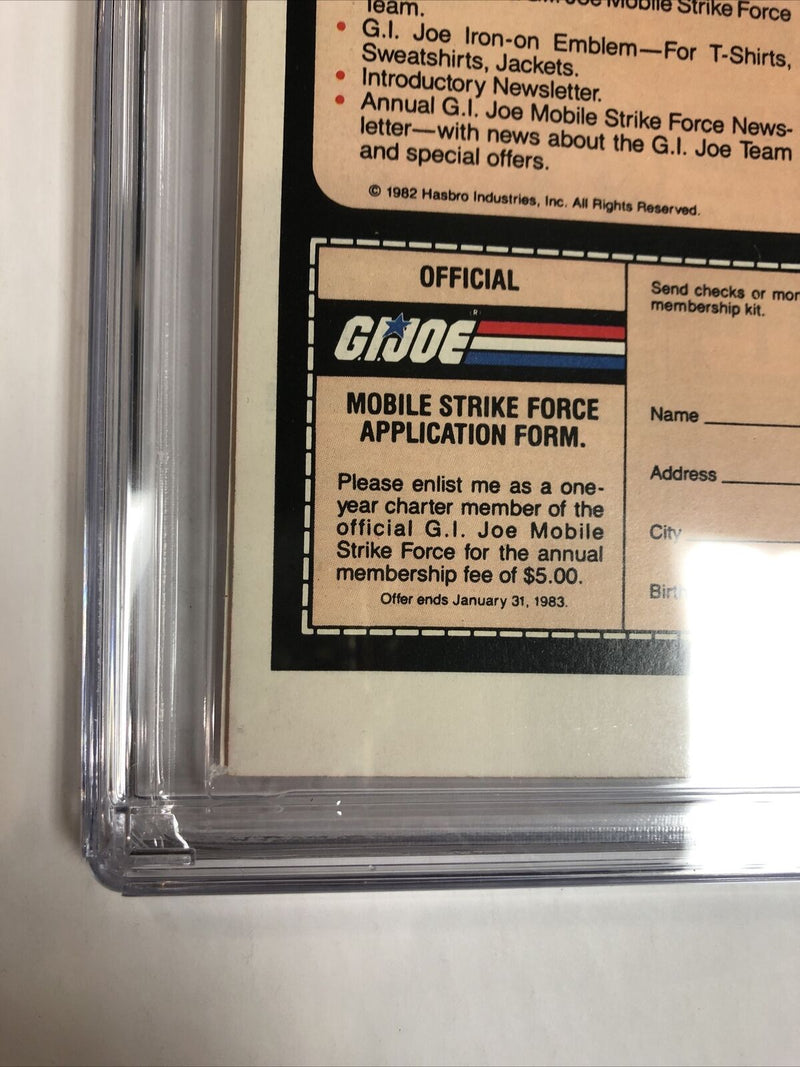 Team.
Mobile Strike Force
• G.I. Joe Iron-on Emblem—For T-Shirts,
Sweatshirts, Jackets.
• Introductory Newsletter.
• Annual G.I. Joe Mobile Strike Force News-
letter—with news about the G.I. Joe Team
and special offers.
© 1982 Hasbro Industries, Inc. All Rights Reserved.
OFFICIAL
G.I. JOE ®
MOBILE STRIKE FORCE
APPLICATION FORM.
Please enlist me as a one-
year charter member of the
official G.I. Joe Mobile
Strike Force for the annual
membership fee of $5.00.
Offer ends January 31, 1983.
Send checks or
membership kit.
Name
Address
City